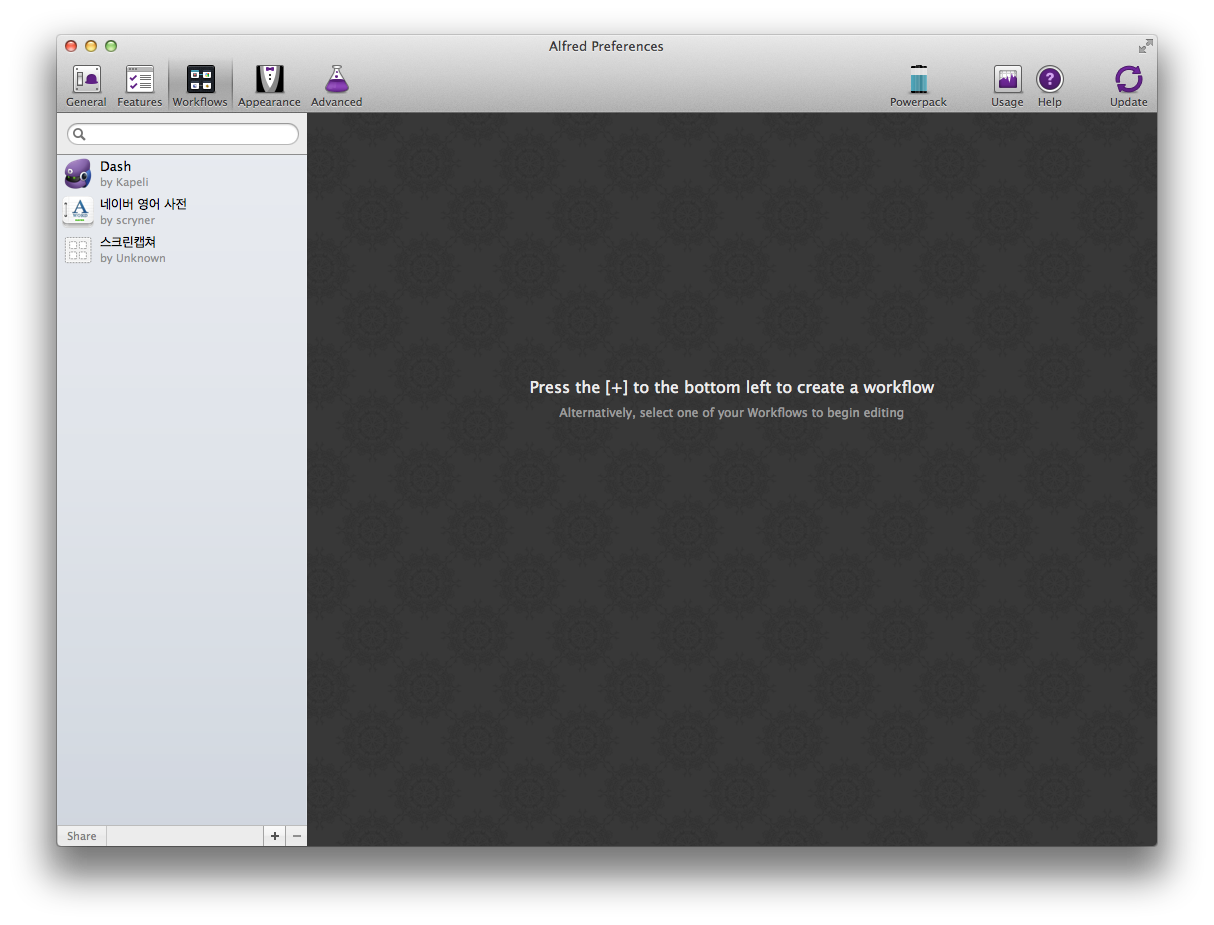 Alfred Preferences
General Features Workflows Appearance Advanced Powerpack Usage Help Update
Dash
by Kapeli
네이버 영어 사전
by scryner
스크린캡쳐
by Unknown
Press the [+] to the bottom left to create a workflow
Alternatively, select one of your Workflows to begin editing
Share + −